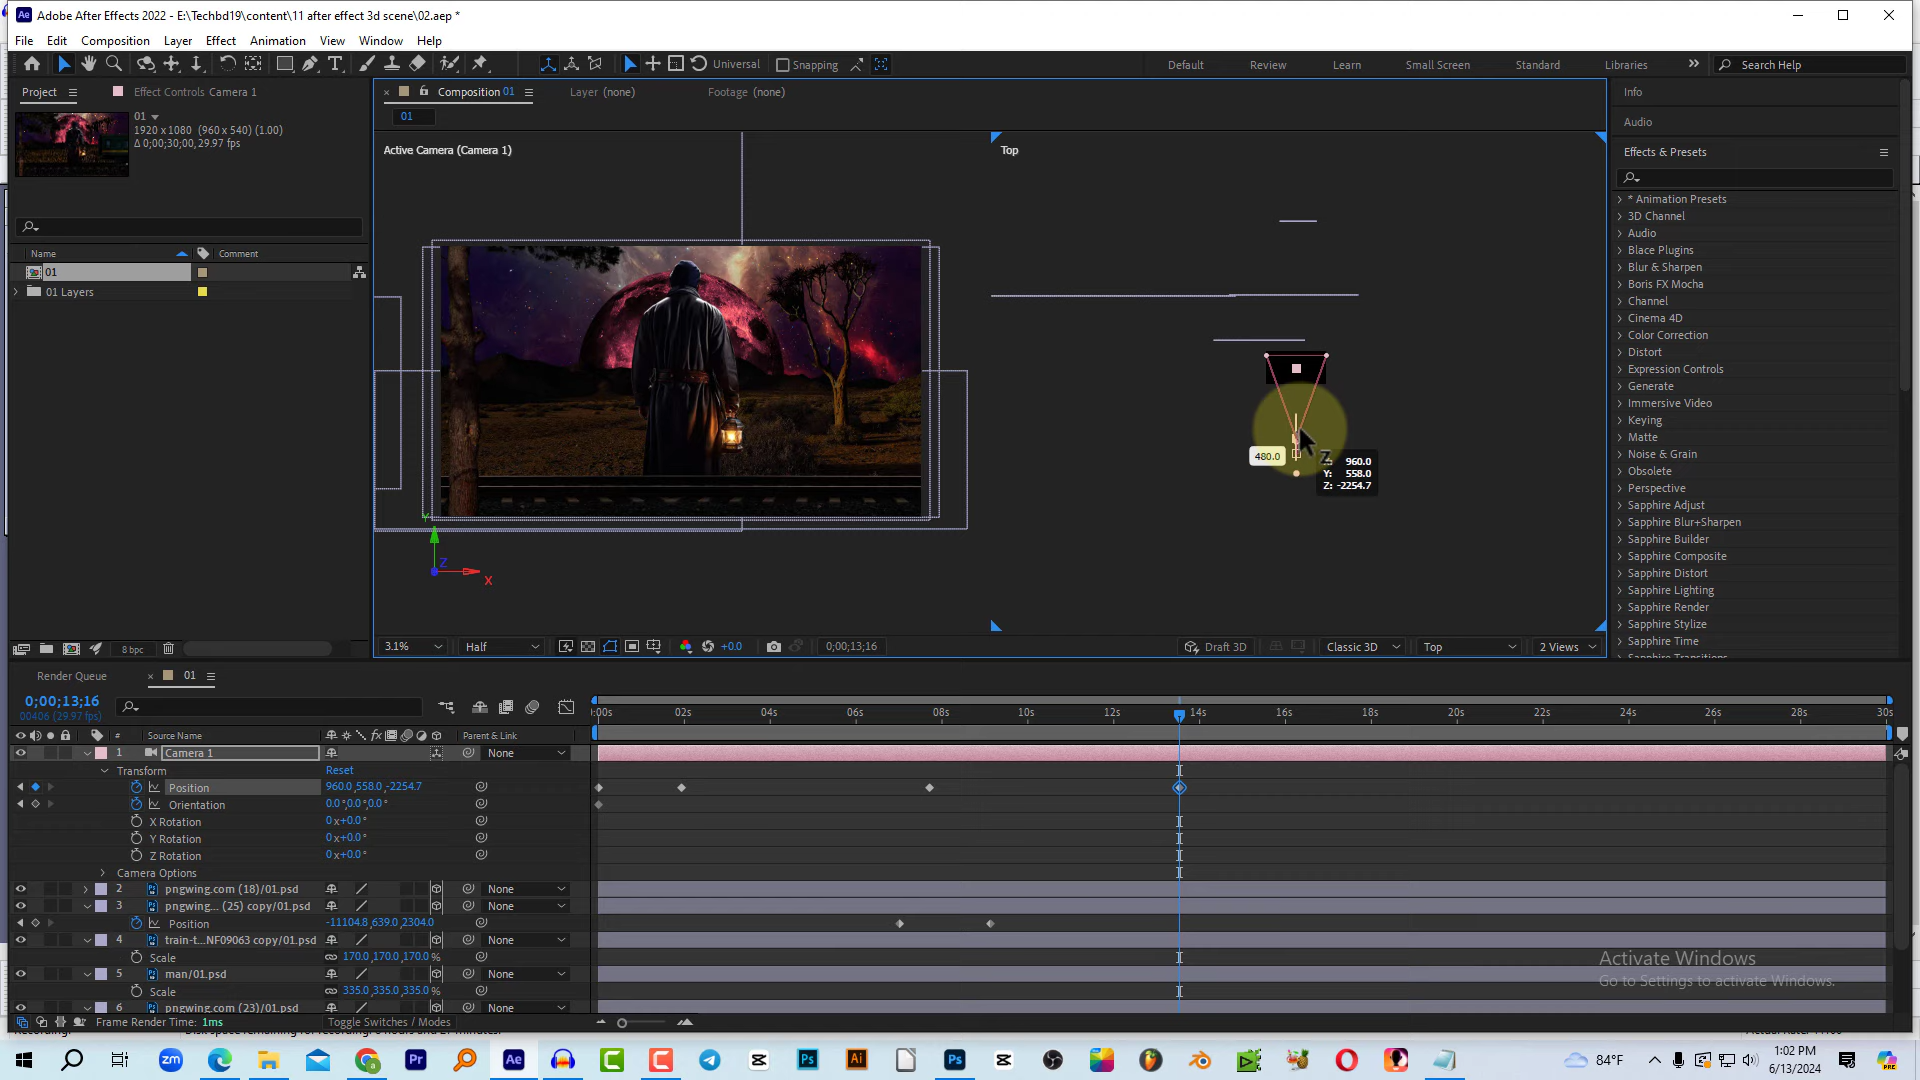 Adobe After Effects 2022 - E:\Techbd19\content\11 after effect 3d scene\02.aep *
File Edit Composition Layer Effect Animation View Window Help
Universal Snapping Default Review Learn Small Screen Standard Libraries Search Help
Project Effect Controls Camera 1
Composition 01 Layer (none) Footage (none)
Info
01
1920 x 1080 (960 x 540) (1.00)
Δ 0;00;30;00, 29.97 fps
01
Audio
Active Camera (Camera 1)
Top
Effects & Presets
* Animation Presets
3D Channel
Audio
Blace Plugins
Blur & Sharpen
Boris FX Mocha
Channel
Cinema 4D
Color Correction
Distort
Expression Controls
Generate
Immersive Video
Keying
Matte
Noise & Grain
Obsolete
Perspective
Sapphire Adjust
Sapphire Blur+Sharpen
Sapphire Builder
Sapphire Composite
Sapphire Distort
Sapphire Lighting
Sapphire Render
Sapphire Stylize
Sapphire Time
Sapphire Transitions
Name Comment
01
01 Layers
480.0
Z
960.0
Y: 558.0
Z: -2254.7
Y
Z
X
8 bpc
3.1% Half +0.0 0;00;13;16 Draft 3D Classic 3D Top 2 Views
Render Queue 01
0;00;13;16
00406 (29.97 fps)
:00s 02s 04s 06s 08s 10s 12s 14s 16s 18s 20s 22s 24s 26s 28s 30s
# Source Name fx Parent & Link
1 Camera 1 None
Transform Reset
Position 960.0,558.0,-2254.7
Orientation 0.0°,0.0°,0.0°
X Rotation 0x+0.0°
Y Rotation 0x+0.0°
Z Rotation 0x+0.0°
Camera Options
2 pngwing.com (18)/01.psd None
3 pngwing.... (25) copy/01.psd None
Position -11104.8,639.0,2304.0
4 train-t...NF09063 copy/01.psd None
Scale 170.0,170.0,170.0%
5 man/01.psd None
Scale 335.0,335.0,335.0%
6 pngwing.com (23)/01.psd None
Activate Windows
Go to Settings to activate Windows.
Frame Render Time: 1ms Toggle Switches / Modes
zm Pr Ae Ps Ai Ps
84°F
1:02 PM
6/13/2024